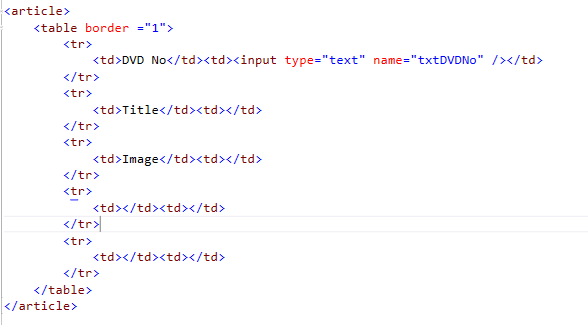 <article>
<table border ="1">
<tr>
<td>DVD No</td><td><input type="text" name="txtDVDNo" /></td>
</tr>
<tr>
<td>Title</td><td></td>
</tr>
<tr>
<td>Image</td><td></td>
</tr>
<tr>
<td></td><td></td>
</tr>
<tr>
<td></td><td></td>
</tr>
</table>
</article>